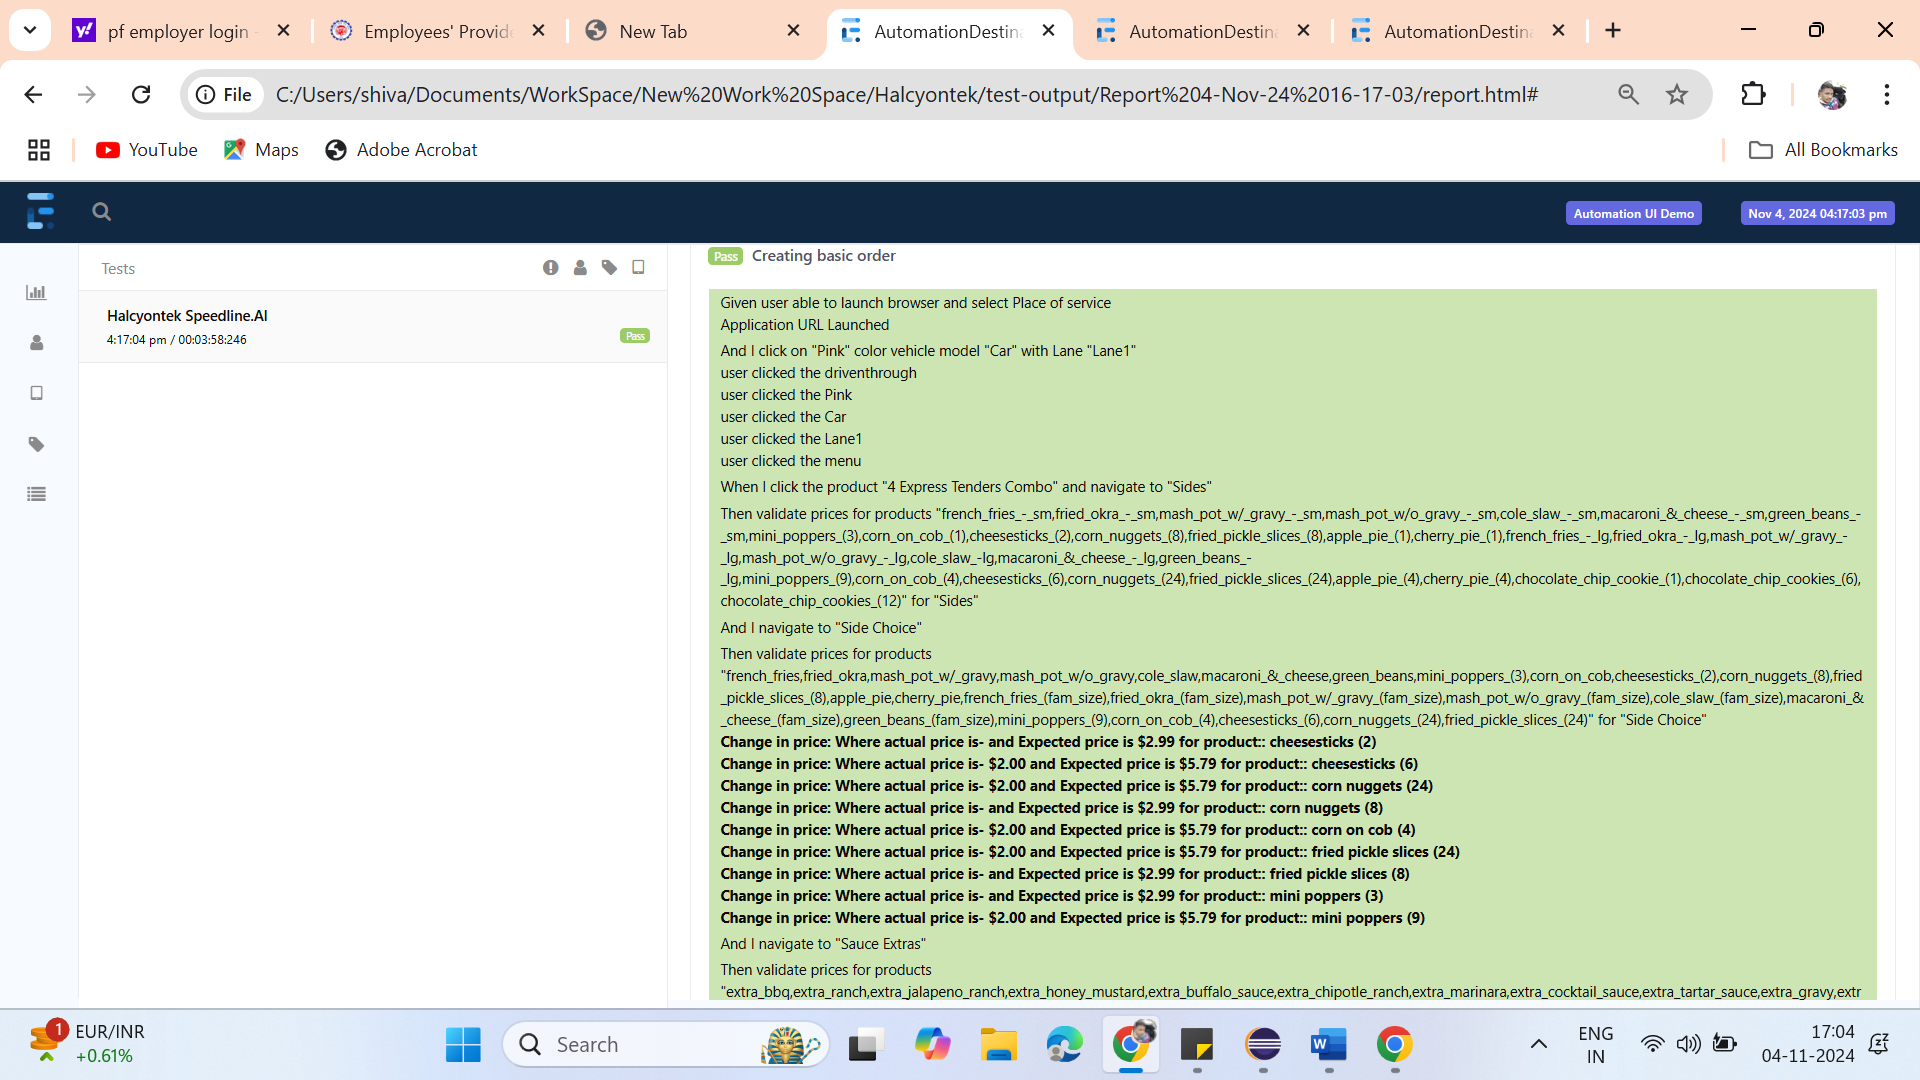 pf employer login -
Employees' Provide
New Tab
AutomationDestina
AutomationDestina
AutomationDestina
File
C:/Users/shiva/Documents/WorkSpace/New%20Work%20Space/Halcyontek/test-output/Report%204-Nov-24%2016-17-03/report.html#
YouTube
Maps
Adobe Acrobat
All Bookmarks
Automation UI Demo
Nov 4, 2024 04:17:03 pm
Tests
Halcyontek Speedline.AI
4:17:04 pm / 00:03:58:246
Pass
Pass Creating basic order
Given user able to launch browser and select Place of service
Application URL Launched
And I click on "Pink" color vehicle model "Car" with Lane "Lane1"
user clicked the driventhrough
user clicked the Pink
user clicked the Car
user clicked the Lane1
user clicked the menu
When I click the product "4 Express Tenders Combo" and navigate to "Sides"
Then validate prices for products "french_fries_-_sm,fried_okra_-_sm,mash_pot_w/_gravy_-_sm,mash_pot_w/o_gravy_-_sm,cole_slaw_-_sm,macaroni_&_cheese_-_sm,green_beans_-
_sm,mini_poppers_(3),corn_on_cob_(1),cheesesticks_(2),corn_nuggets_(8),fried_pickle_slices_(8),apple_pie_(1),cherry_pie_(1),french_fries_-_lg,fried_okra_-_lg,mash_pot_w/_gravy_-
_lg,mash_pot_w/o_gravy_-_lg,cole_slaw_-lg,macaroni_&_cheese_-_lg,green_beans_-
_lg,mini_poppers_(9),corn_on_cob_(4),cheesesticks_(6),corn_nuggets_(24),fried_pickle_slices_(24),apple_pie_(4),cherry_pie_(4),chocolate_chip_cookie_(1),chocolate_chip_cookies_(6),
chocolate_chip_cookies_(12)" for "Sides"
And I navigate to "Side Choice"
Then validate prices for products
"french_fries,fried_okra,mash_pot_w/_gravy,mash_pot_w/o_gravy,cole_slaw,macaroni_&_cheese,green_beans,mini_poppers_(3),corn_on_cob,cheesesticks_(2),corn_nuggets_(8),fried
_pickle_slices_(8),apple_pie,cherry_pie,french_fries_(fam_size),fried_okra_(fam_size),mash_pot_w/_gravy_(fam_size),mash_pot_w/o_gravy_(fam_size),cole_slaw_(fam_size),macaroni_&
_cheese_(fam_size),green_beans_(fam_size),mini_poppers_(9),corn_on_cob_(4),cheesesticks_(6),corn_nuggets_(24),fried_pickle_slices_(24)" for "Side Choice"
Change in price: Where actual price is- and Expected price is $2.99 for product:: cheesesticks (2)
Change in price: Where actual price is- $2.00 and Expected price is $5.79 for product:: cheesesticks (6)
Change in price: Where actual price is- $2.00 and Expected price is $5.79 for product:: corn nuggets (24)
Change in price: Where actual price is- and Expected price is $2.99 for product:: corn nuggets (8)
Change in price: Where actual price is- $2.00 and Expected price is $5.79 for product:: corn on cob (4)
Change in price: Where actual price is- $2.00 and Expected price is $5.79 for product:: fried pickle slices (24)
Change in price: Where actual price is- and Expected price is $2.99 for product:: fried pickle slices (8)
Change in price: Where actual price is- and Expected price is $2.99 for product:: mini poppers (3)
Change in price: Where actual price is- $2.00 and Expected price is $5.79 for product:: mini poppers (9)
And I navigate to "Sauce Extras"
Then validate prices for products
"extra_bbq,extra_ranch,extra_jalapeno_ranch,extra_honey_mustard,extra_buffalo_sauce,extra_chipotle_ranch,extra_marinara,extra_cocktail_sauce,extra_tartar_sauce,extra_gravy,extr
1
EUR/INR
+0.61%
Search
ENG
IN
17:04
04-11-2024